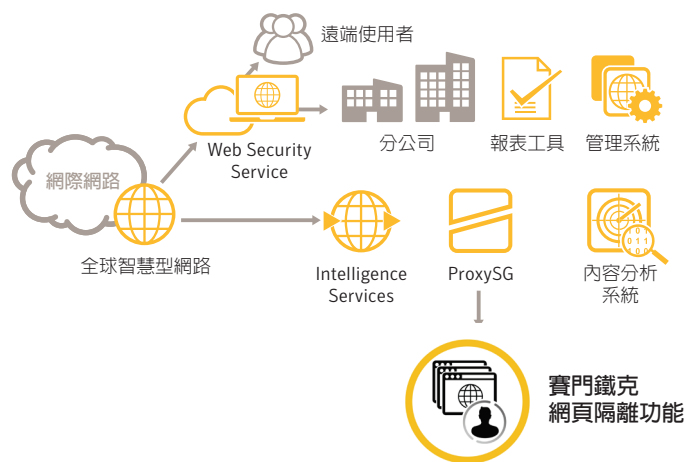 遠端使用者
Web Security
Service
分公司
報表工具
管理系統
網際網路
全球智慧型網路
Intelligence
Services
ProxySG
內容分析
系統
011
賽門鐵克
網頁隔離功能